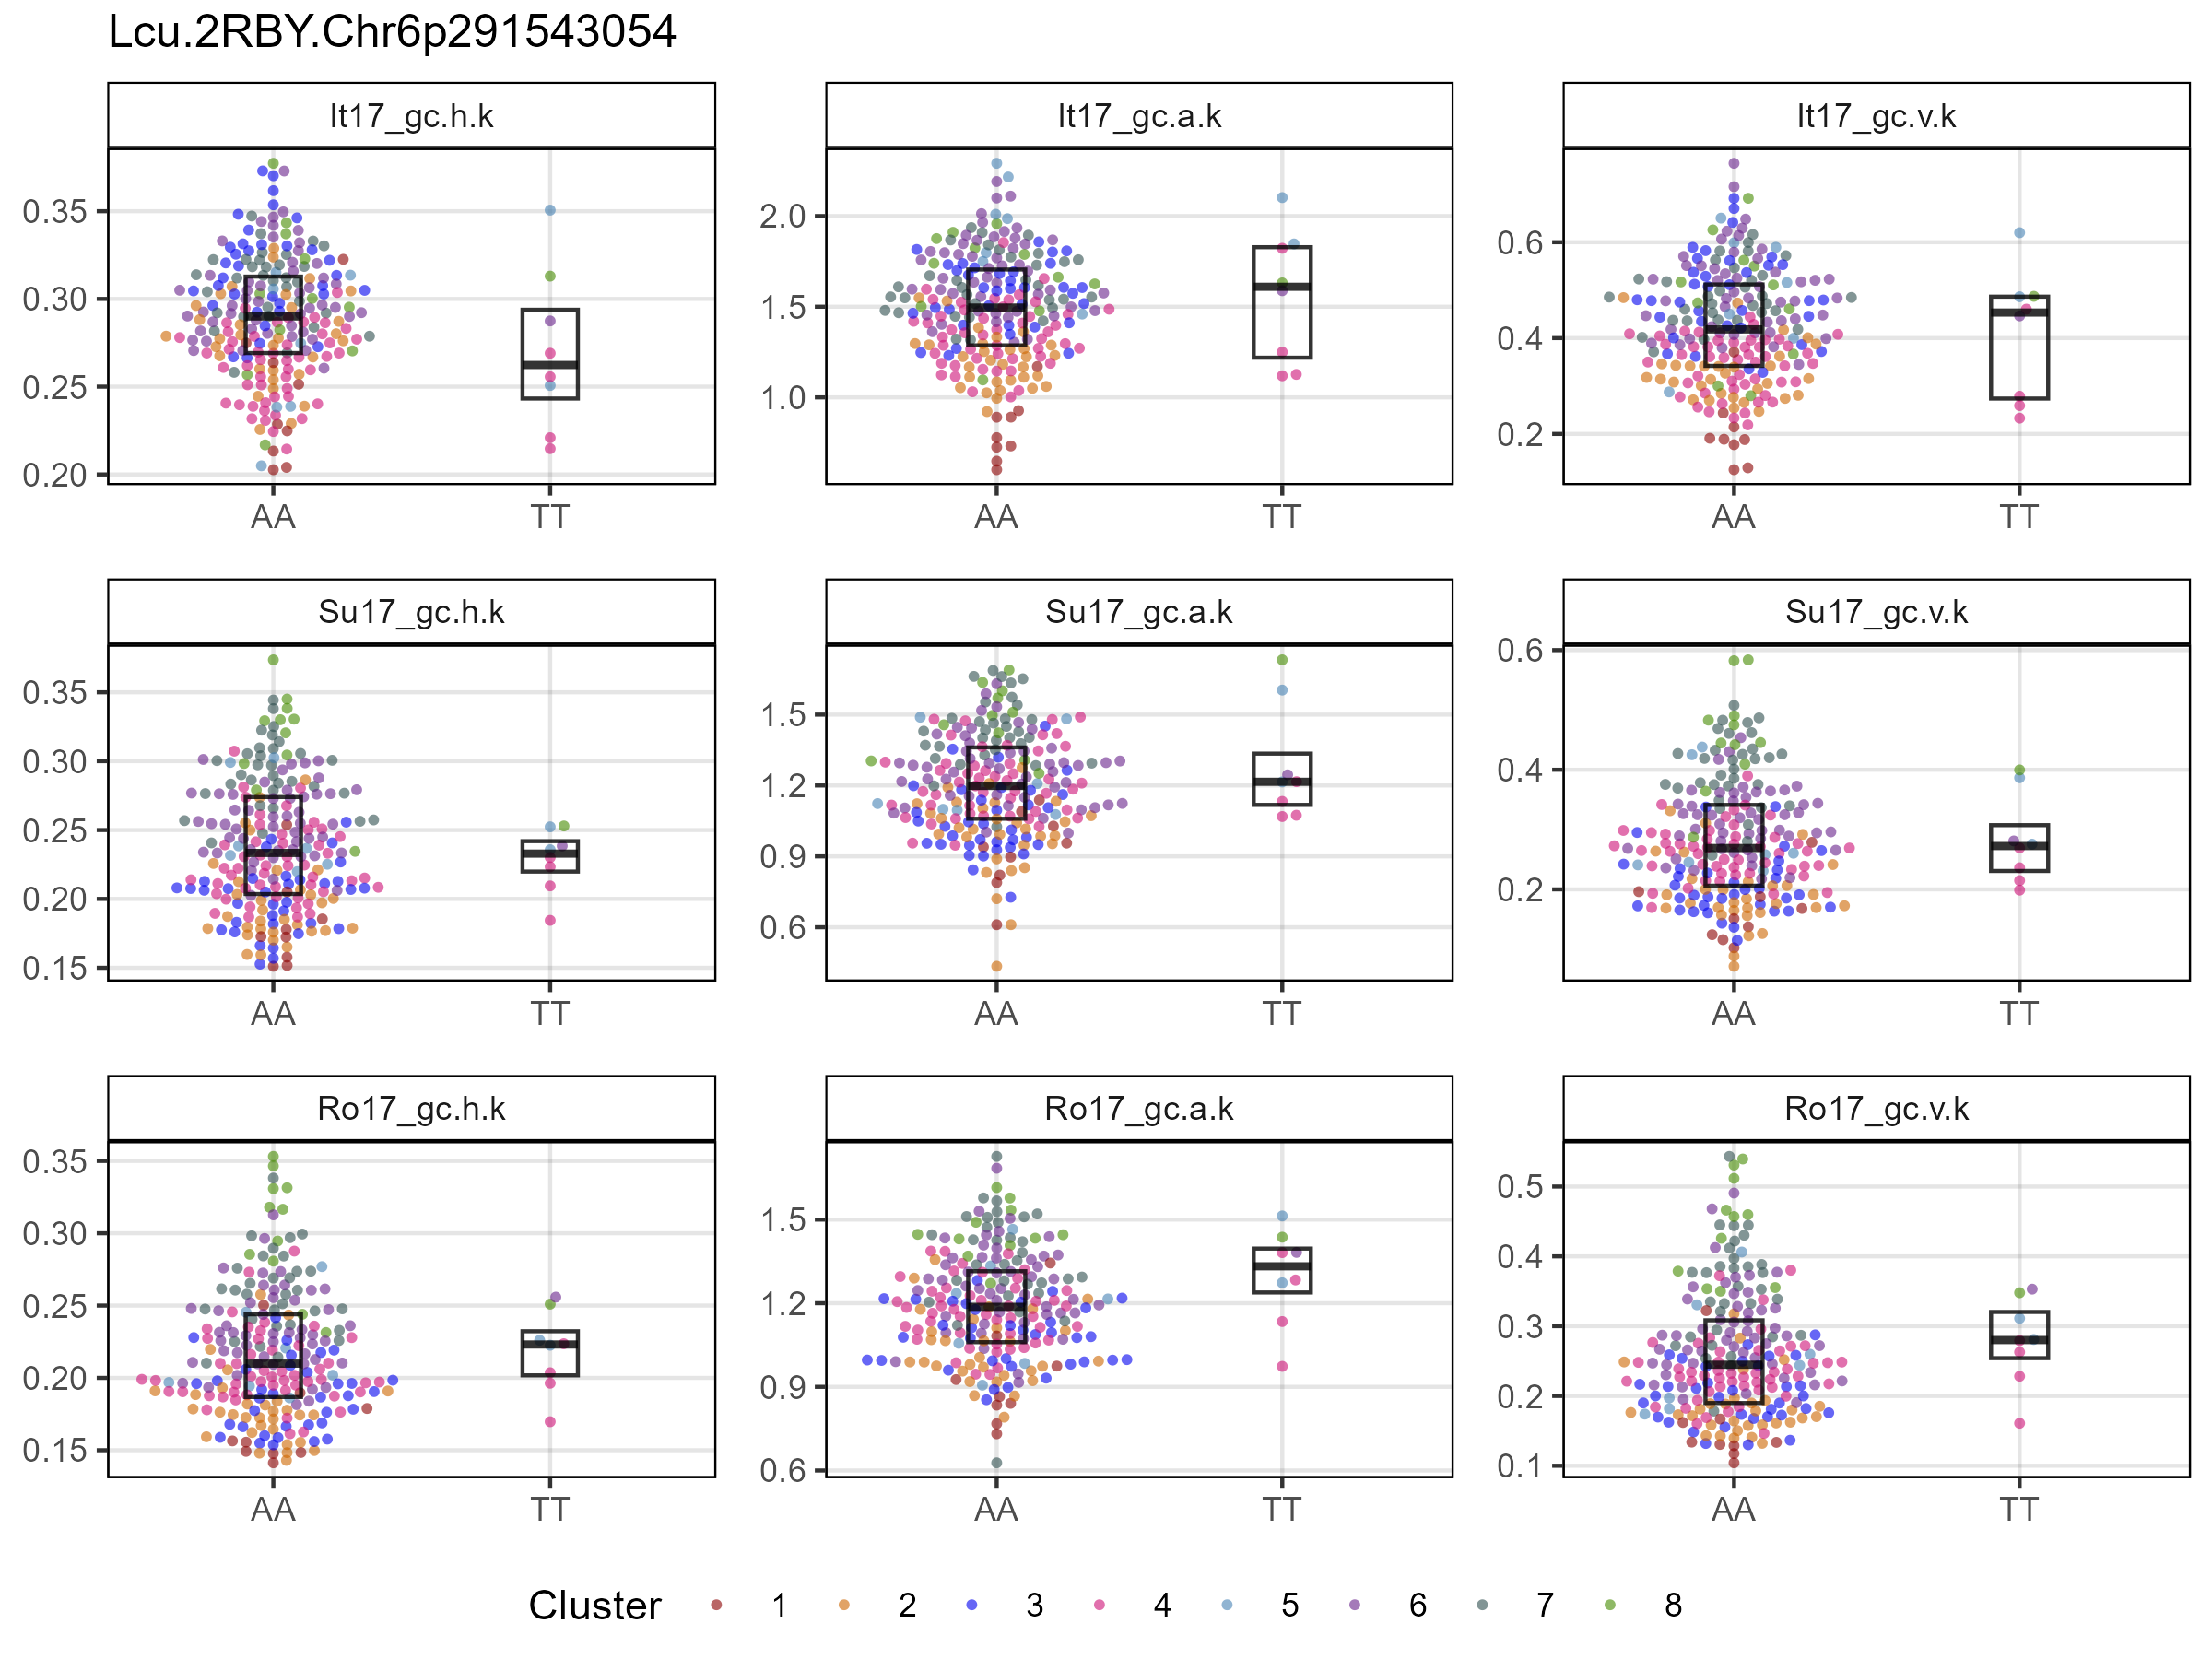 Lcu.2RBY.Chr6p291543054
It17_gc.h.k
It17_gc.a.k
It17_gc.v.k
0.35
0.30
0.25
0.20
AA TT
2.0
1.5
1.0
AA TT
0.6
0.4
0.2
AA TT
Su17_gc.h.k
Su17_gc.a.k
Su17_gc.v.k
0.35
0.30
0.25
0.20
0.15
AA TT
1.5
1.2
0.9
0.6
AA TT
0.6
0.4
0.2
AA TT
Ro17_gc.h.k
Ro17_gc.a.k
Ro17_gc.v.k
0.35
0.30
0.25
0.20
0.15
AA TT
1.5
1.2
0.9
0.6
AA TT
0.5
0.4
0.3
0.2
0.1
AA TT
Cluster 1 2 3 4 5 6 7 8